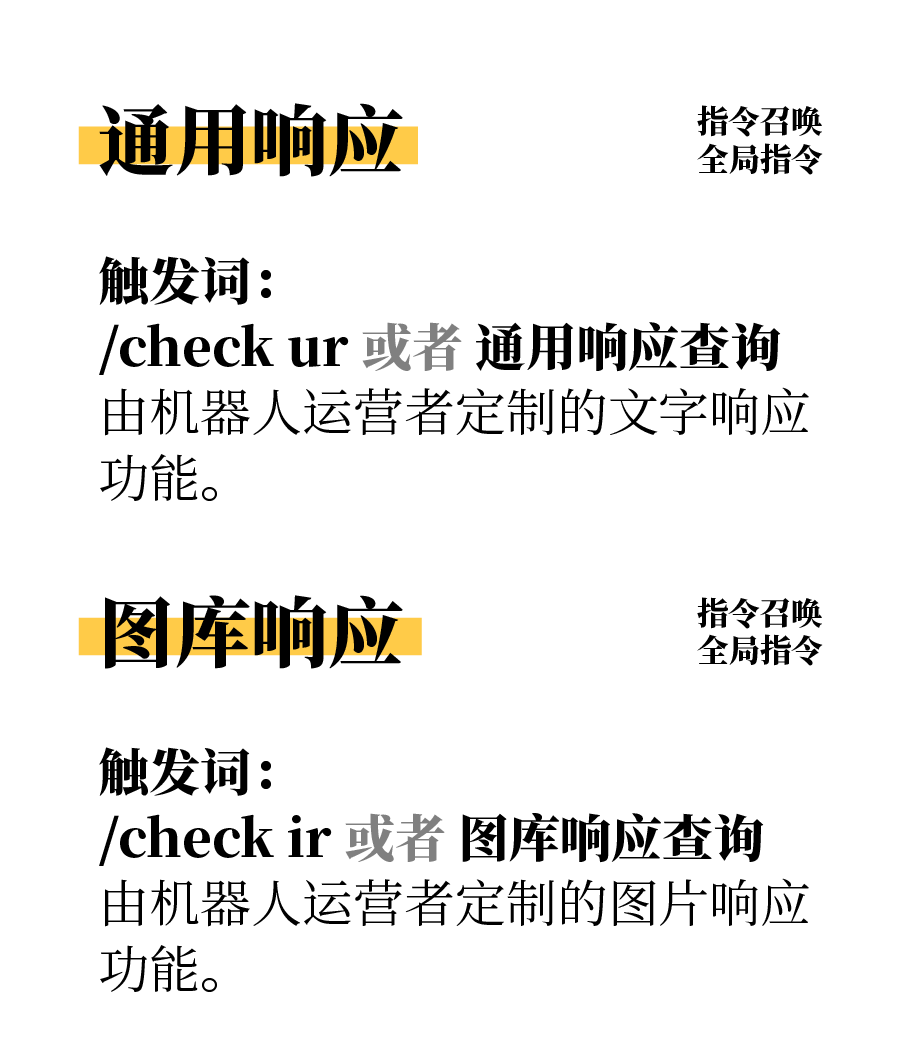 通用响应
指令召唤
全局指令
触发词：
/check ur 或者 通用响应查询
由机器人运营者定制的文字响应
功能。
图库响应
指令召唤
全局指令
触发词：
/check ir 或者 图库响应查询
由机器人运营者定制的图片响应
功能。